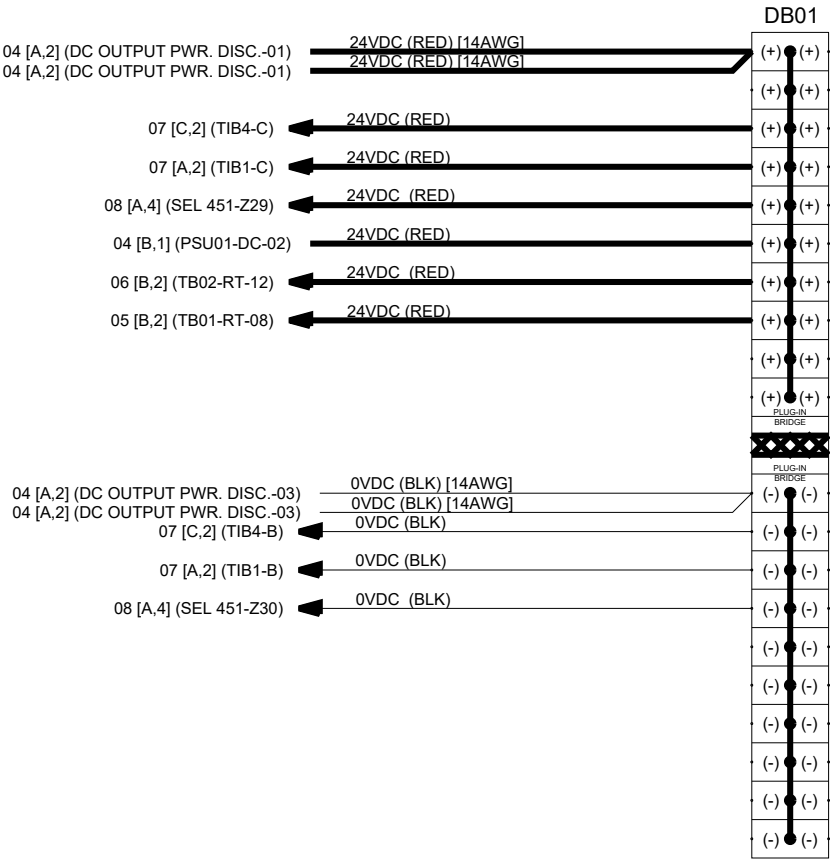 DB01
04 [A,2] (DC OUTPUT PWR. DISC.-01) 24VDC (RED) [14AWG] (+) (+)
04 [A,2] (DC OUTPUT PWR. DISC.-01) 24VDC (RED) [14AWG]
(+) (+)
07 [C,2] (TIB4-C) 24VDC (RED) (+) (+)
07 [A,2] (TIB1-C) 24VDC (RED) (+) (+)
08 [A,4] (SEL 451-Z29) 24VDC (RED) (+) (+)
04 [B,1] (PSU01-DC-02) 24VDC (RED) (+) (+)
06 [B,2] (TB02-RT-12) 24VDC (RED) (+) (+)
05 [B,2] (TB01-RT-08) 24VDC (RED) (+) (+)
(+) (+)
(+) (+)
PLUG-IN
BRIDGE
PLUG-IN
BRIDGE
04 [A,2] (DC OUTPUT PWR. DISC.-03) 0VDC (BLK) [14AWG] (-) (-)
04 [A,2] (DC OUTPUT PWR. DISC.-03) 0VDC (BLK) [14AWG]
07 [C,2] (TIB4-B) 0VDC (BLK) (-) (-)
07 [A,2] (TIB1-B) 0VDC (BLK) (-) (-)
08 [A,4] (SEL 451-Z30) 0VDC (BLK) (-) (-)
(-) (-)
(-) (-)
(-) (-)
(-) (-)
(-) (-)
(-) (-)